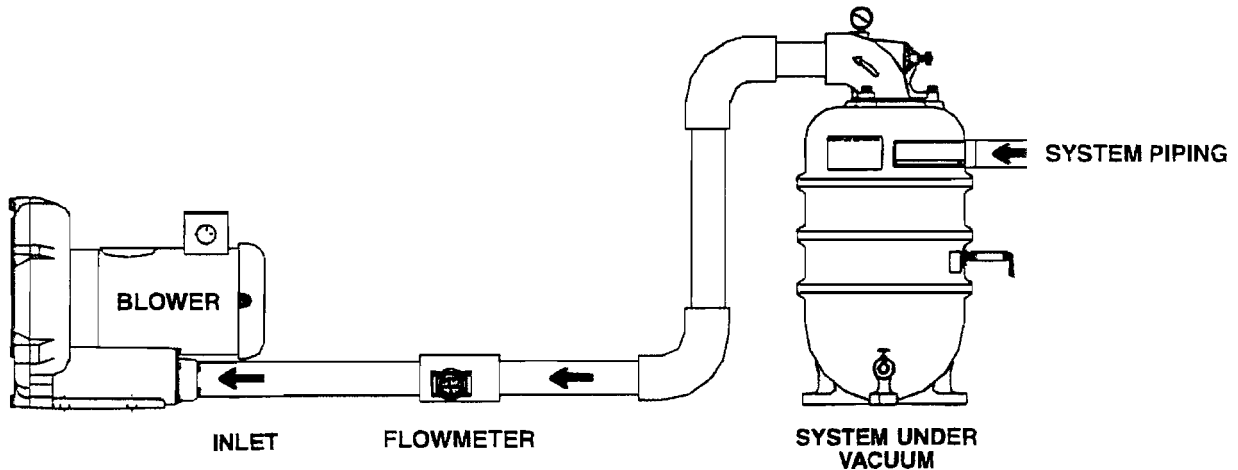 SYSTEM PIPING
BLOWER
INLET
FLOWMETER
SYSTEM UNDER
VACUUM